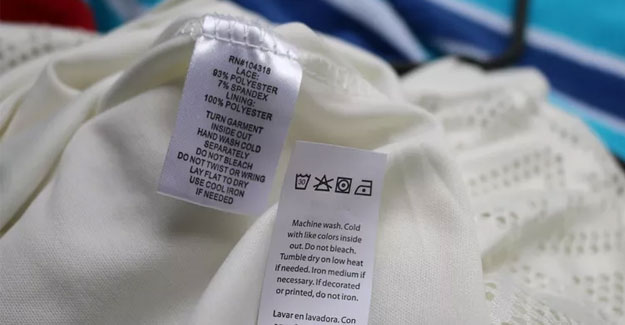 RN#104318
LACE:
93% POLYESTER
7% SPANDEX
LINING:
100% POLYESTER
TURN GARMENT
INSIDE OUT
HAND WASH COLD
SEPARATELY
DO NOT BLEACH
DO NOT TWIST OR WRING
LAY FLAT TO DRY
USE COOL IRON
IF NEEDED
30
Machine wash. Cold
with like colors inside
out. Do not bleach.
Tumble dry on low heat
if needed. Iron medium if
necessary. If decorated
or printed, do not iron.
Lavar en lavadora. Con